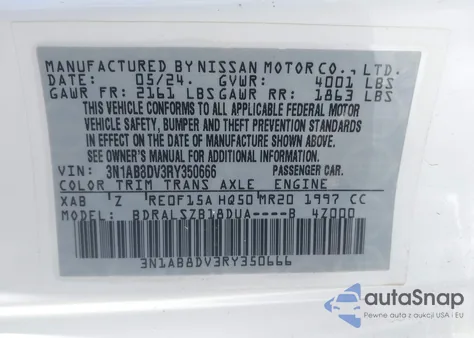 MANUFACTURED BY NISSAN MOTOR CO., LTD.
DATE: 05/24 GVWR: 4001 LBS
GAWR FR: 2161 LBS GAWR RR: 1863 LBS
THIS VEHICLE CONFORMS TO ALL APPLICABLE FEDERAL MOTOR
VEHICLE SAFETY, BUMPER AND THEFT PREVENTION STANDARDS
IN EFFECT ON THE DATE OF MANUFACTURE SHOWN ABOVE.
SEE OWNER'S MANUAL FOR ADDITIONAL INFORMATION.
VIN: 3N1AB8DV3RY350666 PASSENGER CAR.
COLOR TRIM TRANS AXLE ENGINE
XAB Z RE0F15A HQ50 MR20 1997 CC
MODEL: BDRALSZB18DUA----B 4Z000
3N1AB8DV3RY350666
autoSnap
Pewne auta z aukcji USA i EU